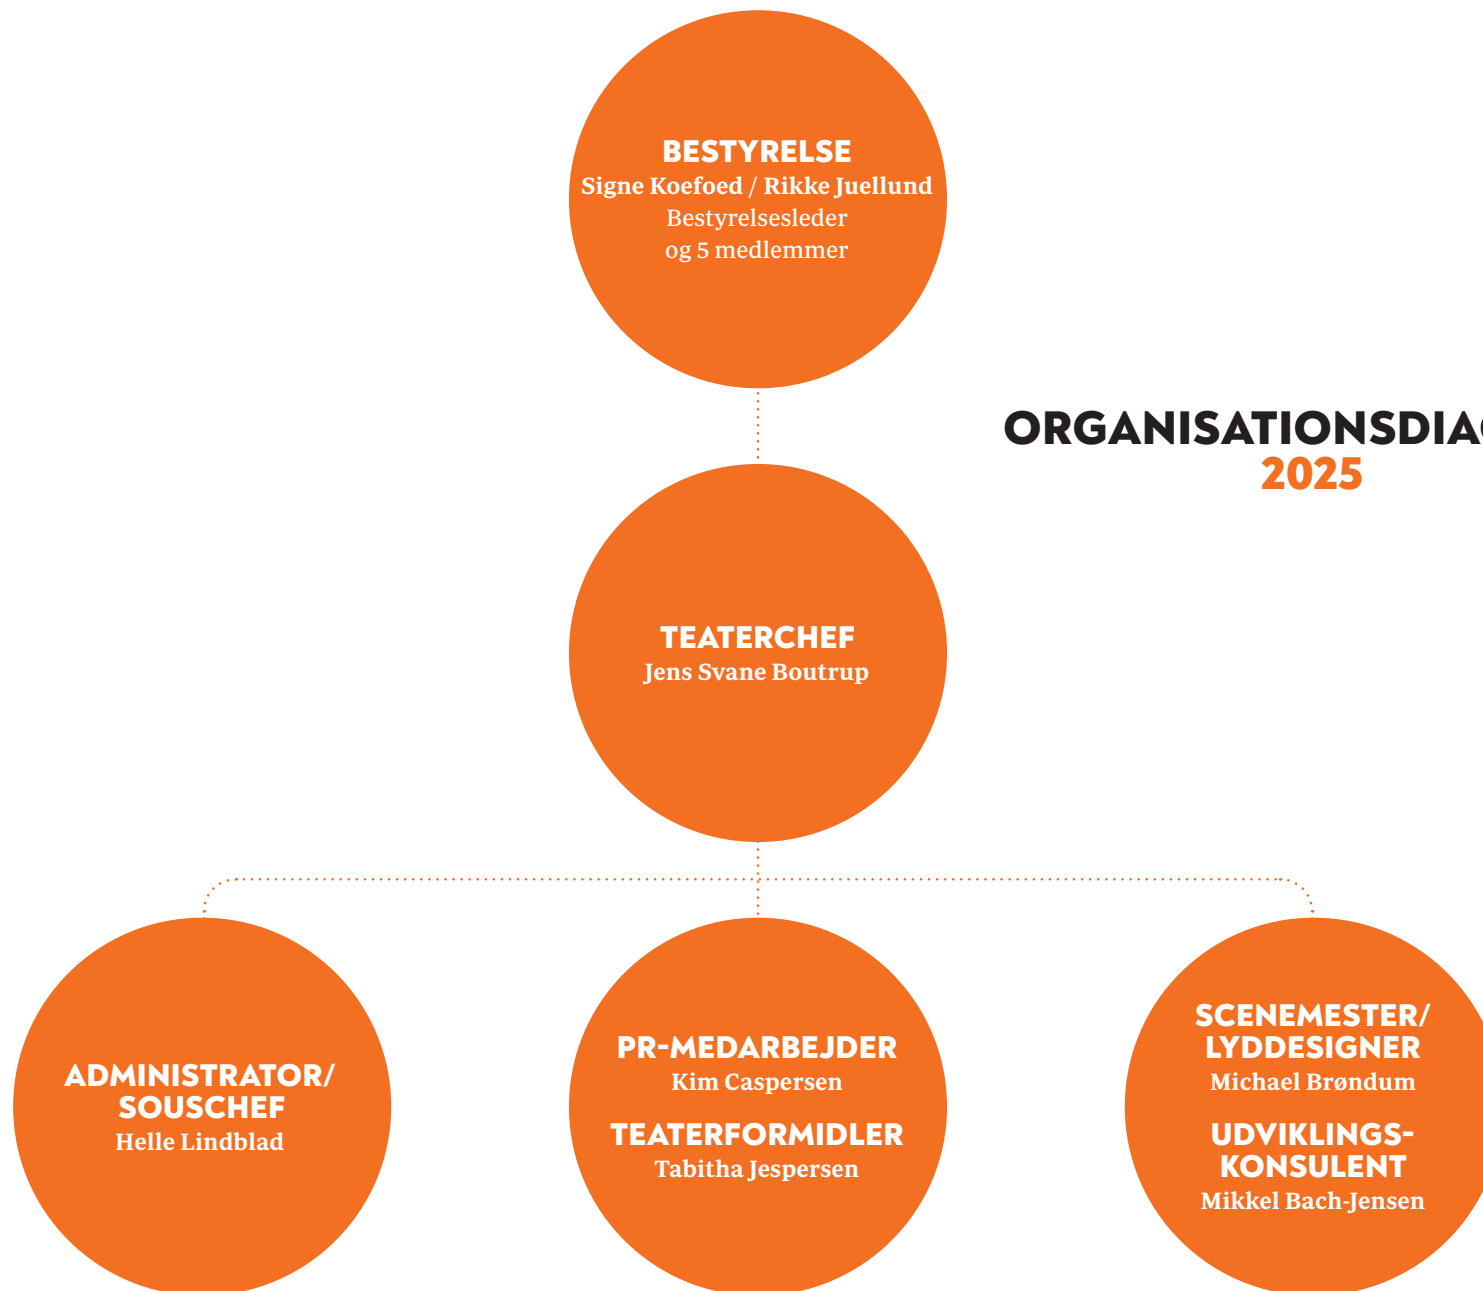 BESTYRELSE
Signe Koefoed / Rikke Juellund
Bestyrelsesleder
og 5 medlemmer
ORGANISATIONSDIA
2025
TEATERCHEF
Jens Svane Boutrup
ADMINISTRATOR/
SOUSCHEF
Helle Lindblad
PR-MEDARBEJDER
Kim Caspersen
TEATERFORMIDLER
Tabitha Jespersen
SCENEMESTER/
LYDDESIGNER
Michael Brøndum
UDVIKLINGS-
KONSULENT
Mikkel Bach-Jensen